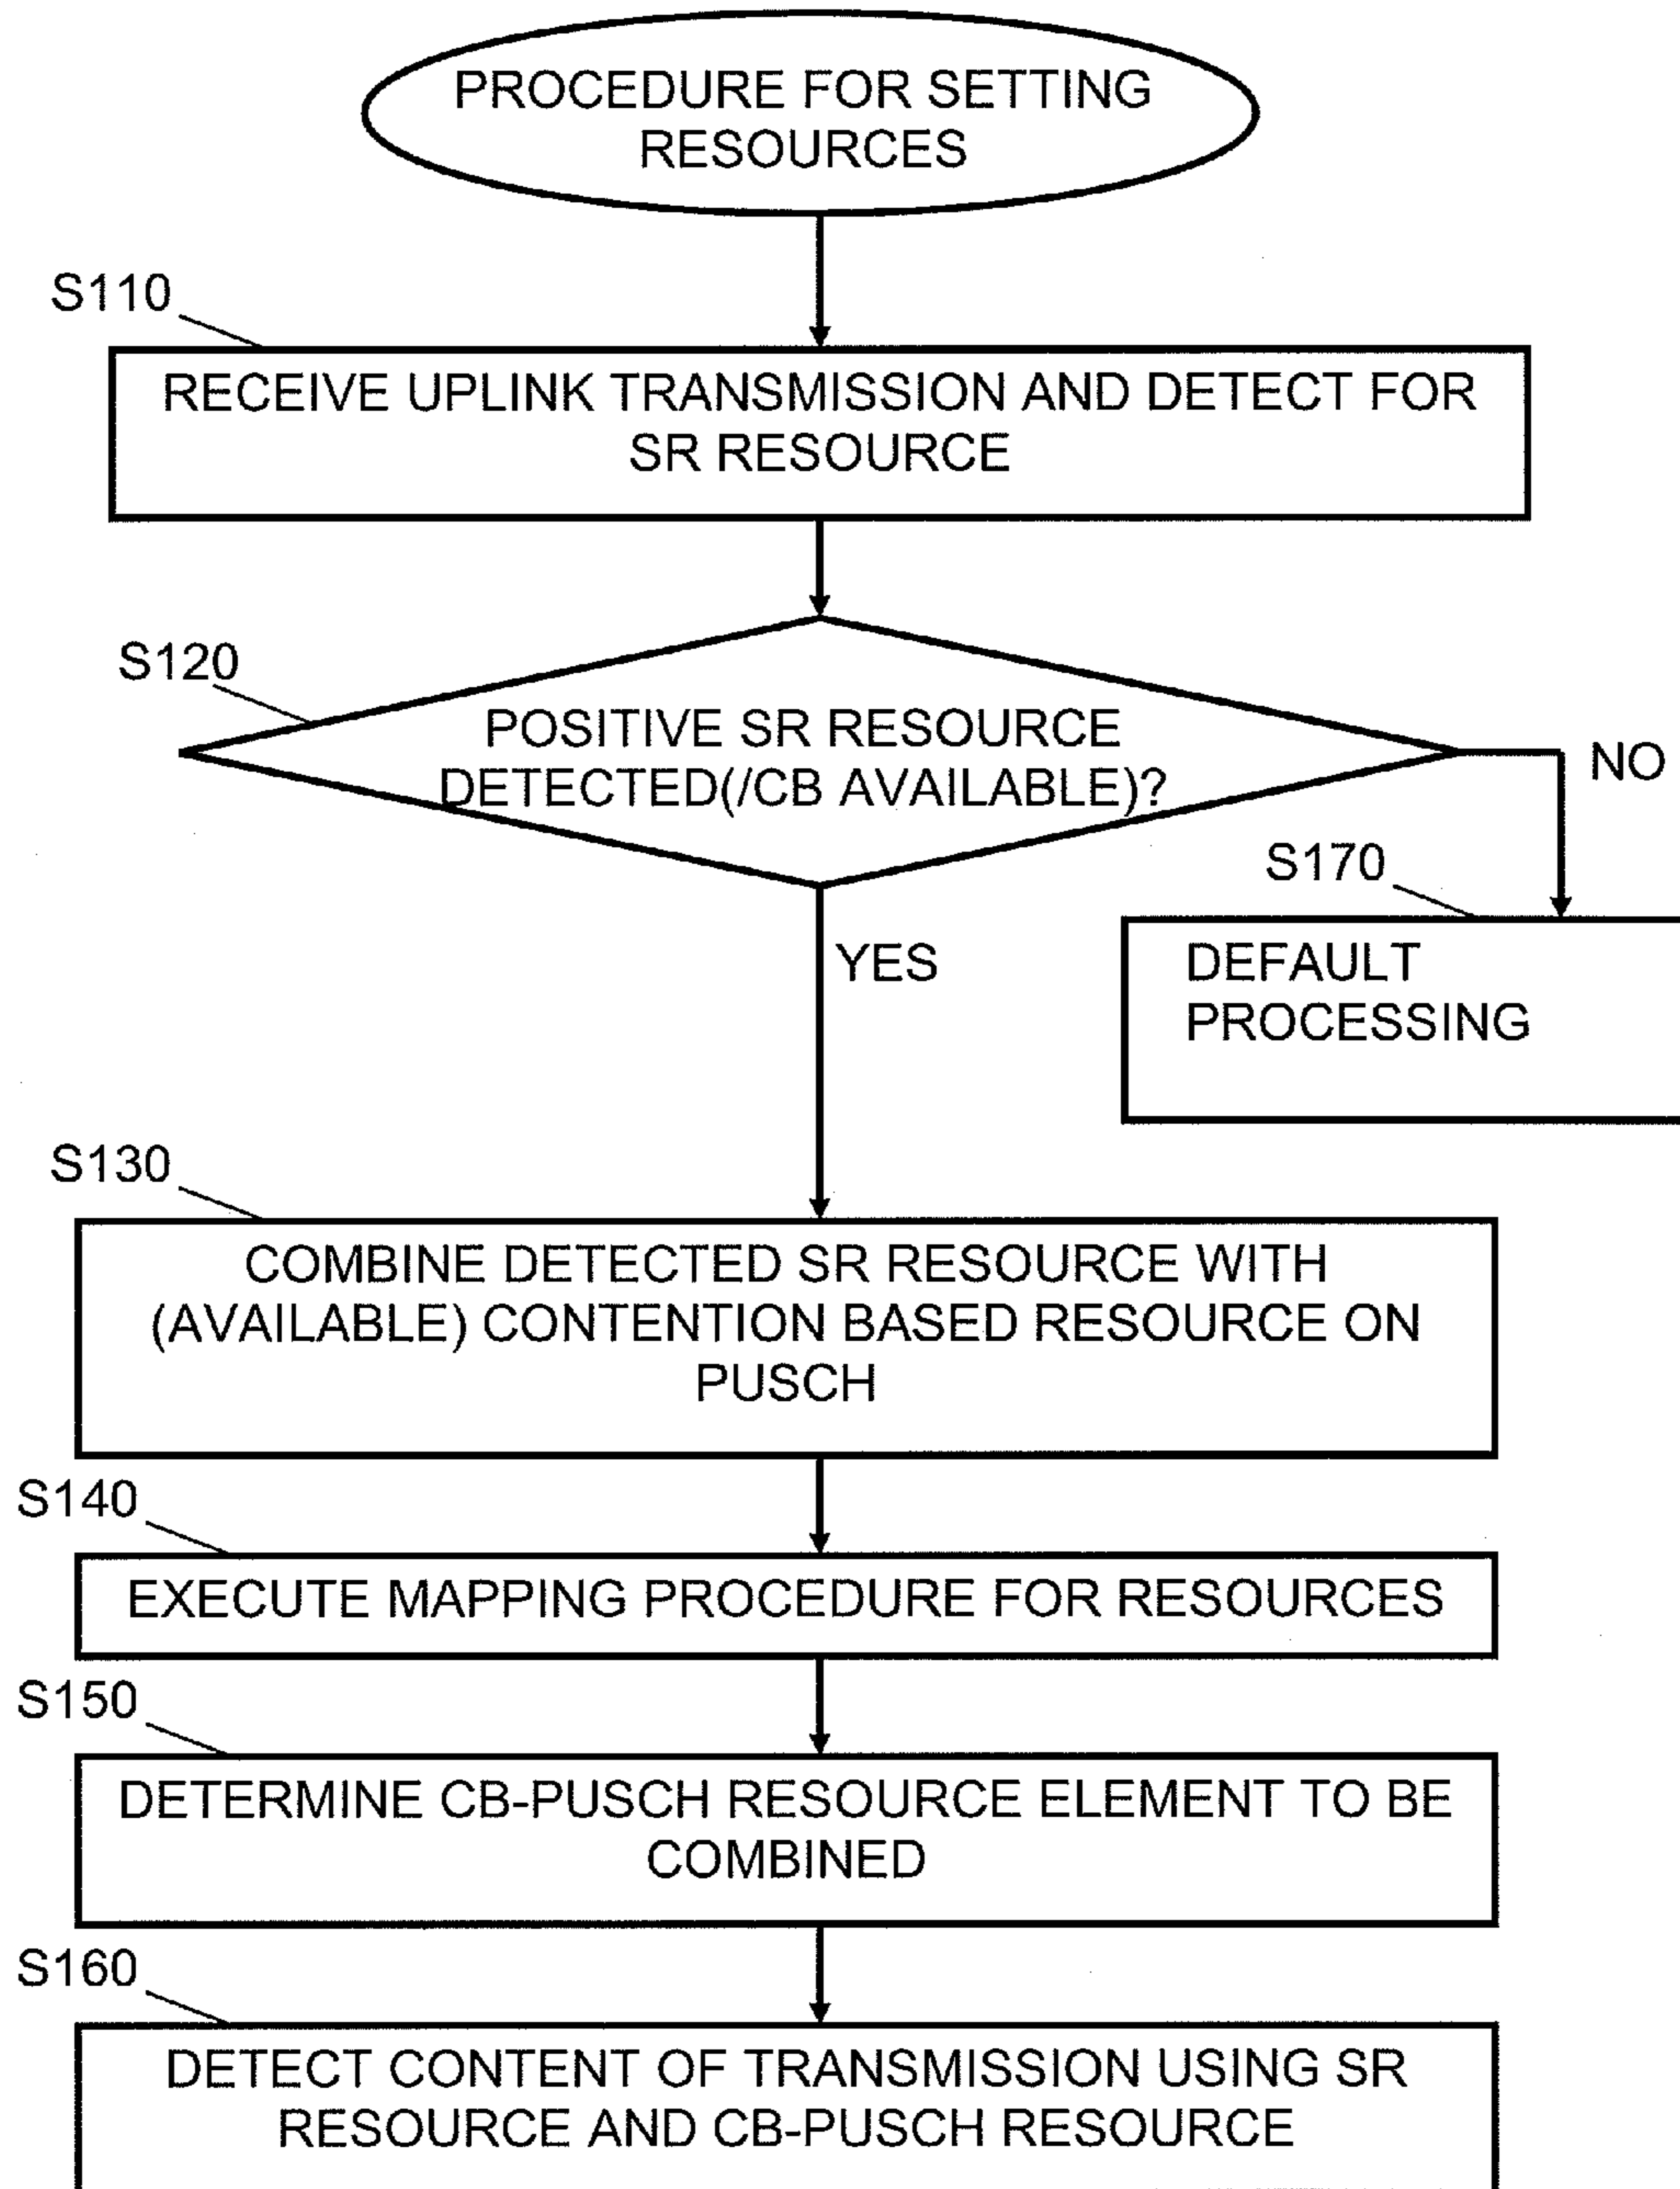 PROCEDURE FOR SETTING
RESOURCES
S110
RECEIVE UPLINK TRANSMISSION AND DETECT FOR
SR RESOURCE
S120
POSITIVE SR RESOURCE
DETECTED(/CB AVAILABLE)?
NO
S170
DEFAULT
PROCESSING
YES
S130
COMBINE DETECTED SR RESOURCE WITH
(AVAILABLE) CONTENTION BASED RESOURCE ON
PUSCH
S140
EXECUTE MAPPING PROCEDURE FOR RESOURCES
S150
DETERMINE CB-PUSCH RESOURCE ELEMENT TO BE
COMBINED
S160
DETECT CONTENT OF TRANSMISSION USING SR
RESOURCE AND CB-PUSCH RESOURCE